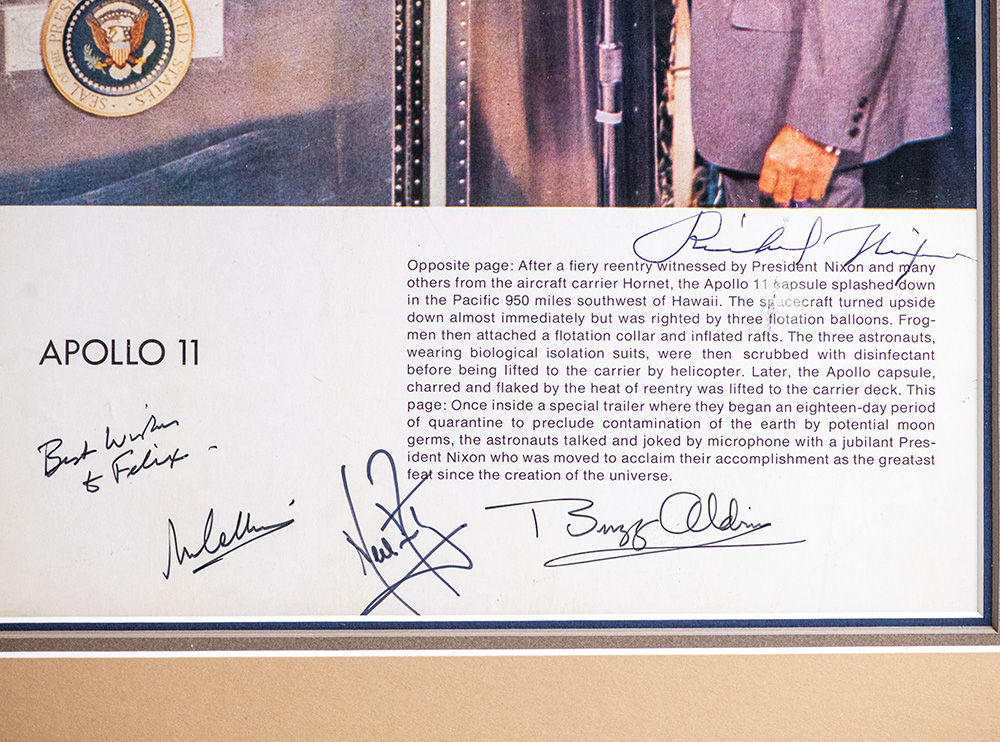 SEAL OF THE PRESIDENT UNITED STATES
Richard Nixon
Opposite page: After a fiery reentry witnessed by President Nixon and many
others from the aircraft carrier Hornet, the Apollo 11 capsule splashed down
in the Pacific 950 miles southwest of Hawaii. The spacecraft turned upside
down almost immediately but was righted by three flotation balloons. Frog-
men then attached a flotation collar and inflated rafts. The three astronauts,
wearing biological isolation suits, were then scrubbed with disinfectant
before being lifted to the carrier by helicopter. Later, the Apollo capsule,
charred and flaked by the heat of reentry was lifted to the carrier deck. This
page: Once inside a special trailer where they began an eighteen-day period
of quarantine to preclude contamination of the earth by potential moon
germs, the astronauts talked and joked by microphone with a jubilant Pres-
ident Nixon who was moved to acclaim their accomplishment as the greatest
feat since the creation of the universe.
APOLLO 11
Best Wishes
to Felix -
MCollins
Neil
Buzz Aldrin